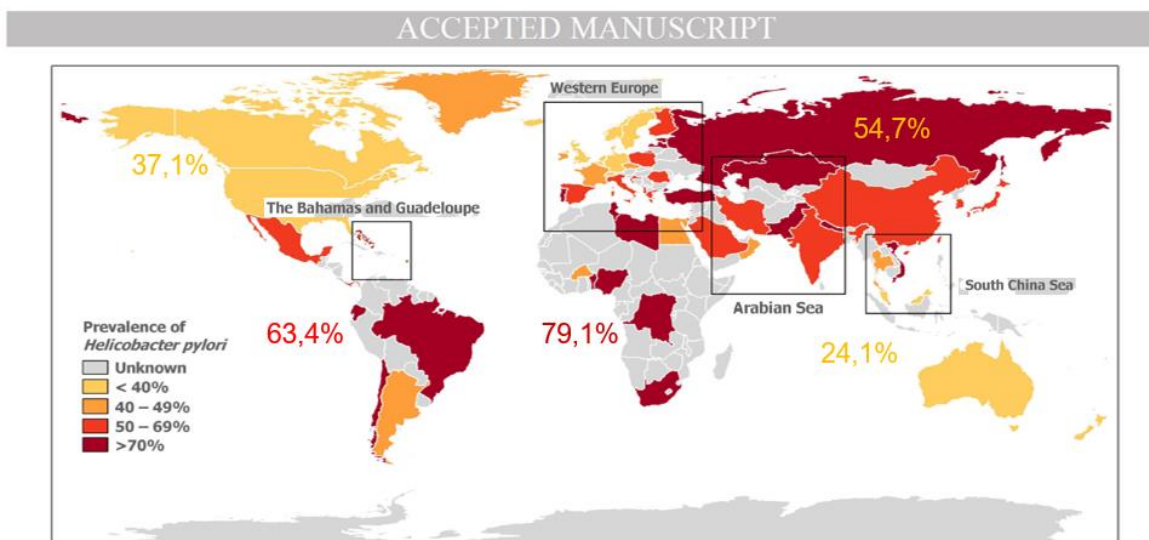 ACCEPTED MANUSCRIPT
Western Europe
54,7%
37,1%
The Bahamas and Guadeloupe
South China Sea
Arabian Sea
63,4%
79,1%
24,1%
Prevalence of
Helicobacter pylori
Unknown
< 40%
40 – 49%
50 – 69%
>70%